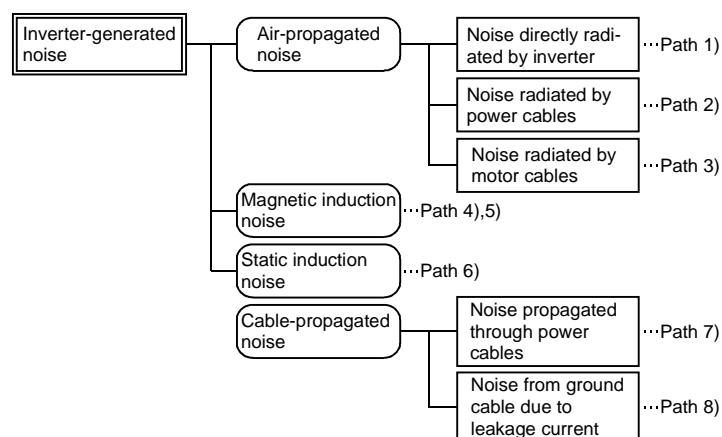 Inverter-generated
noise
Air-propagated
noise
Noise directly radi-
ated by inverter
···Path 1)
Noise radiated by
power cables
···Path 2)
Noise radiated by
motor cables
···Path 3)
Magnetic induction
noise
···Path 4),5)
Static induction
noise
···Path 6)
Cable-propagated
noise
Noise propagated
through power
cables
···Path 7)
Noise from ground
cable due to
leakage current
···Path 8)